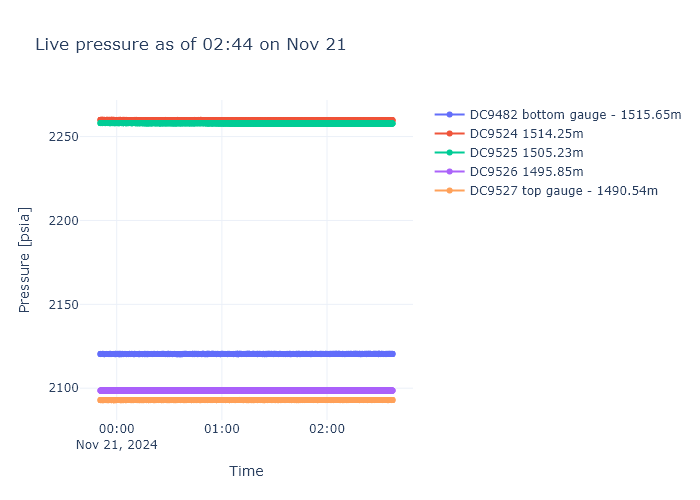 Live pressure as of 02:44 on Nov 21
DC9482 bottom gauge - 1515.65m
DC9524 1514.25m
DC9525 1505.23m
DC9526 1495.85m
DC9527 top gauge - 1490.54m
Pressure [psia]
2250
2200
2150
2100
00:00
01:00
02:00
Nov 21, 2024
Time